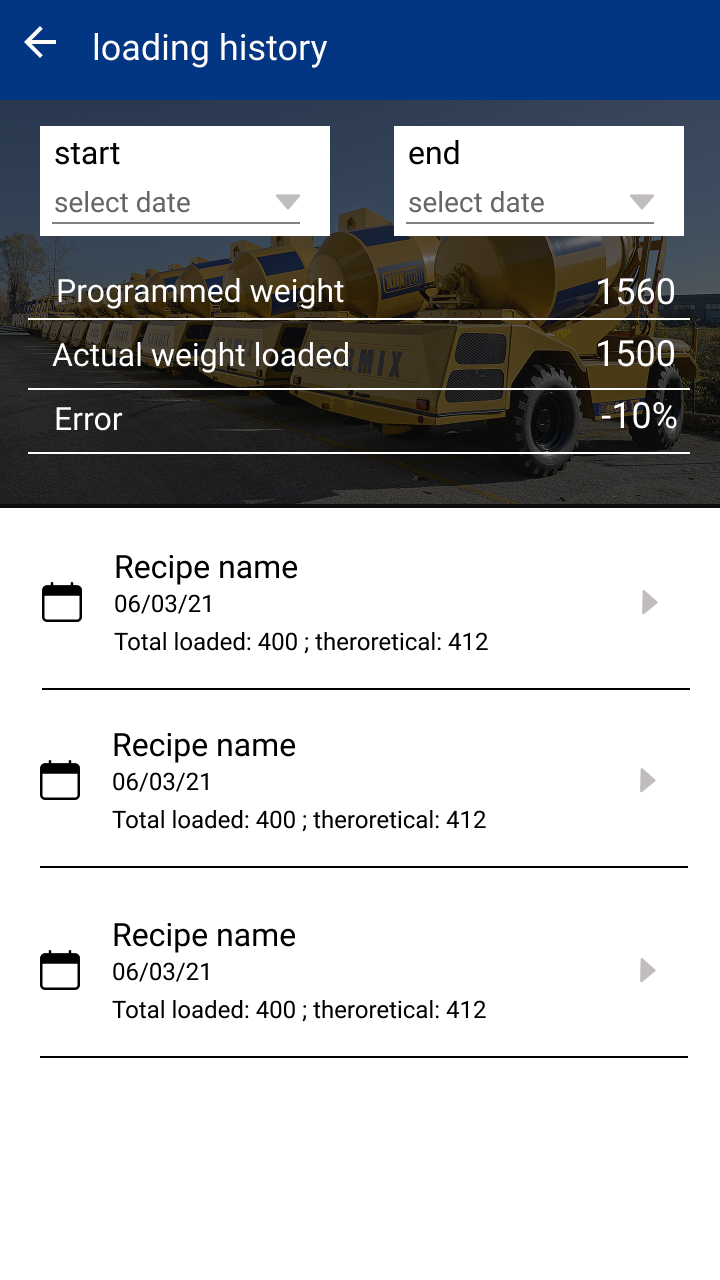 loading history
start
end
select date
select date
Programmed weight 1560
Actual weight loaded 1500
Error -10%
Recipe name
06/03/21
Total loaded: 400 ; theroretical: 412
Recipe name
06/03/21
Total loaded: 400 ; theroretical: 412
Recipe name
06/03/21
Total loaded: 400 ; theroretical: 412